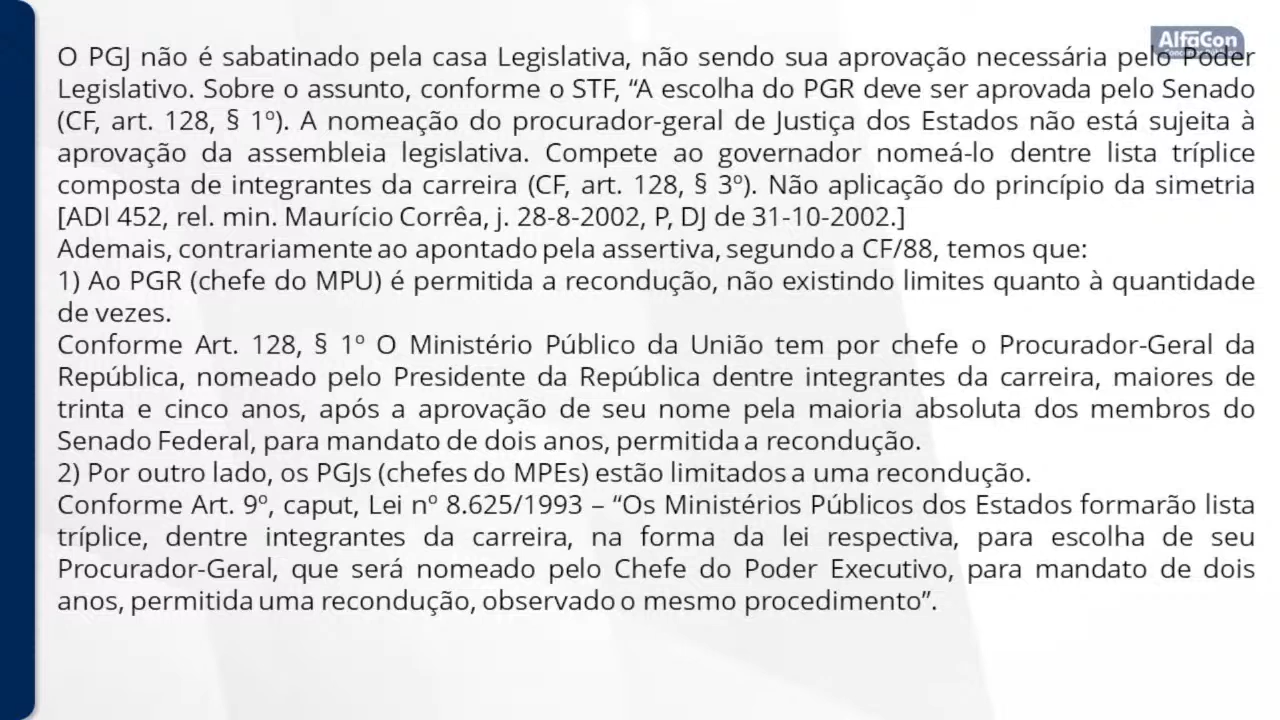 AlfaCon
O PGJ não é sabatinado pela casa Legislativa, não sendo sua aprovação necessária pelo Poder
Legislativo. Sobre o assunto, conforme o STF, “A escolha do PGR deve ser aprovada pelo Senado
(CF, art. 128, § 1º). A nomeação do procurador-geral de Justiça dos Estados não está sujeita à
aprovação da assembleia legislativa. Compete ao governador nomeá-lo dentre lista tríplice
composta de integrantes da carreira (CF, art. 128, § 3º). Não aplicação do princípio da simetria
[ADI 452, rel. min. Maurício Corrêa, j. 28-8-2002, P, DJ de 31-10-2002.]
Ademais, contrariamente ao apontado pela assertiva, segundo a CF/88, temos que:
1) Ao PGR (chefe do MPU) é permitida a recondução, não existindo limites quanto à quantidade
de vezes.
Conforme Art. 128, § 1º O Ministério Público da União tem por chefe o Procurador-Geral da
República, nomeado pelo Presidente da República dentre integrantes da carreira, maiores de
trinta e cinco anos, após a aprovação de seu nome pela maioria absoluta dos membros do
Senado Federal, para mandato de dois anos, permitida a recondução.
2) Por outro lado, os PGJs (chefes do MPEs) estão limitados a uma recondução.
Conforme Art. 9º, caput, Lei nº 8.625/1993 – “Os Ministérios Públicos dos Estados formarão lista
tríplice, dentre integrantes da carreira, na forma da lei respectiva, para escolha de seu
Procurador-Geral, que será nomeado pelo Chefe do Poder Executivo, para mandato de dois
anos, permitida uma recondução, observado o mesmo procedimento”.